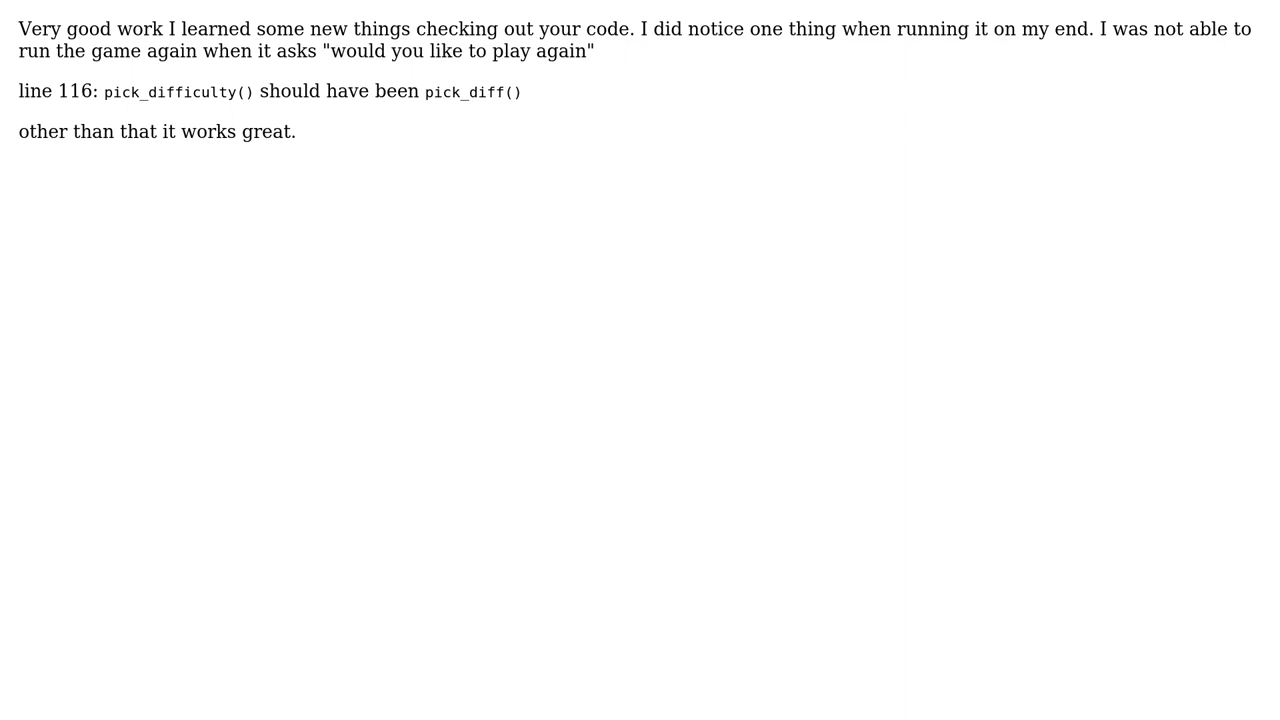 Very good work I learned some new things checking out your code. I did notice one thing when running it on my end. I was not able to
run the game again when it asks "would you like to play again"
line 116: pick_difficulty() should have been pick_diff()
other than that it works great.